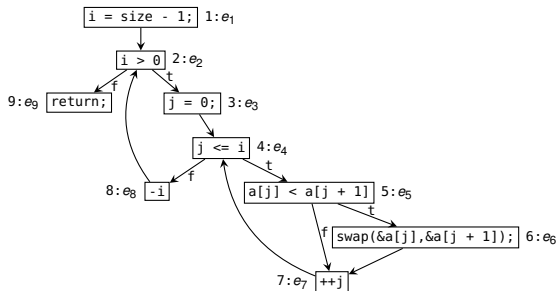 i = size - 1; 1:e₁
i > 0 2:e₂
f t
9:e₉ return; j = 0; 3:e₃
j <= i 4:e₄
f t
8:e₈ -i a[j] < a[j + 1] 5:e₅
f t
swap(&a[j],&a[j + 1]); 6:e₆
7:e₇ ++j